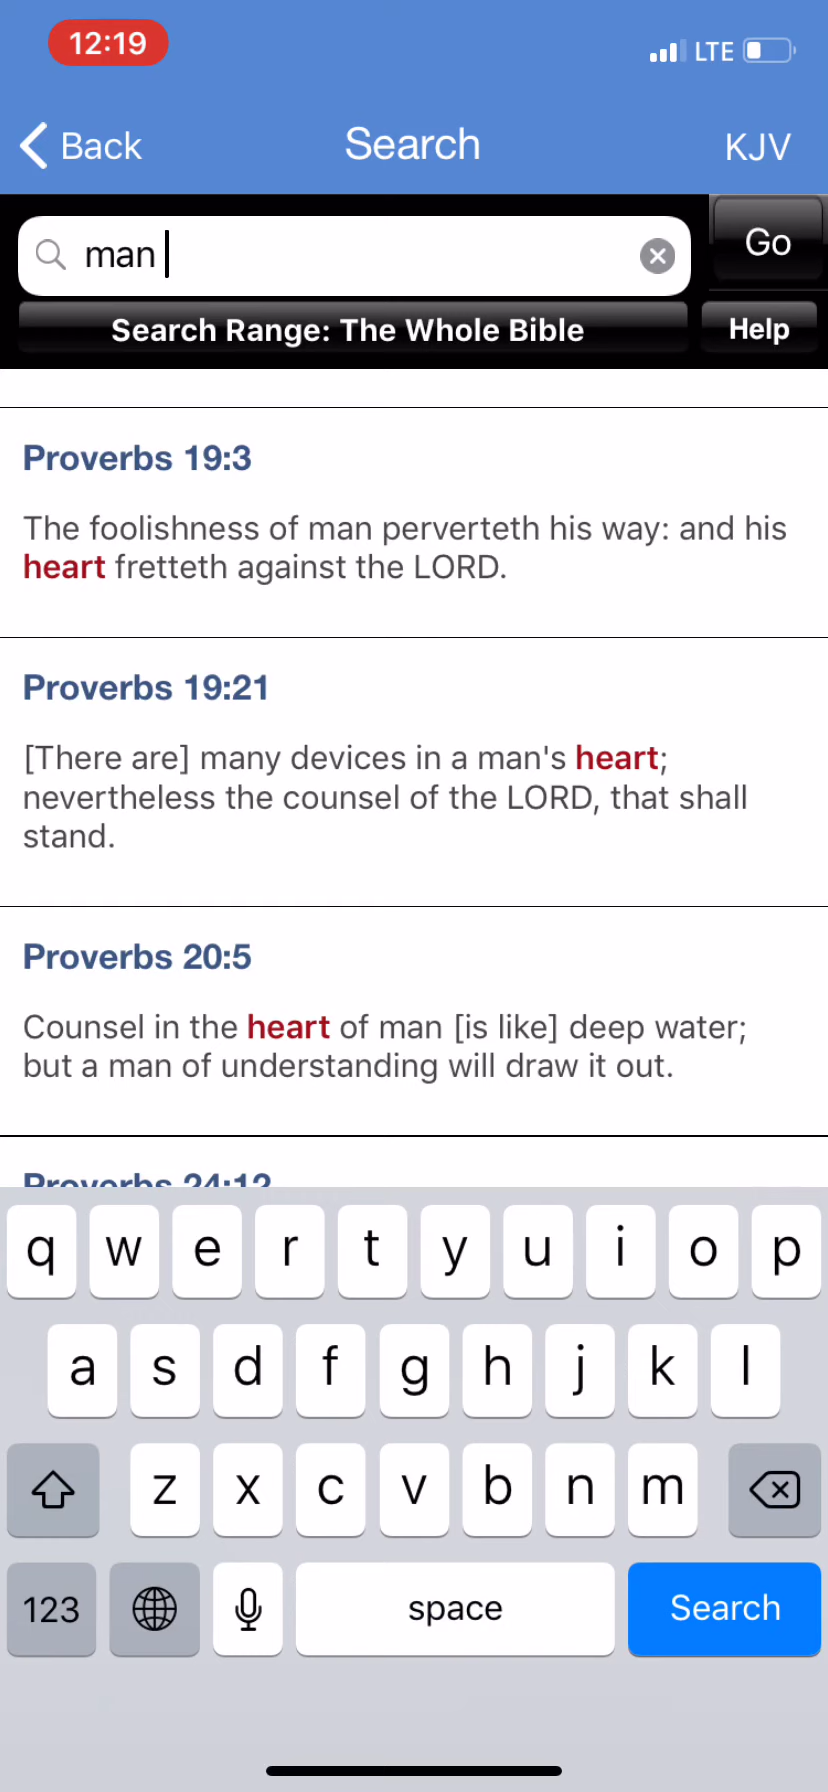 12:19 LTE
Back Search KJV
man Go
Search Range: The Whole Bible Help
Proverbs 19:3
The foolishness of man perverteth his way: and his
heart fretteth against the LORD.
Proverbs 19:21
[There are] many devices in a man's heart;
nevertheless the counsel of the LORD, that shall
stand.
Proverbs 20:5
Counsel in the heart of man [is like] deep water;
but a man of understanding will draw it out.
Proverbs 24:12
q w e r t y u i o p
a s d f g h j k l
z x c v b n m
123 space Search